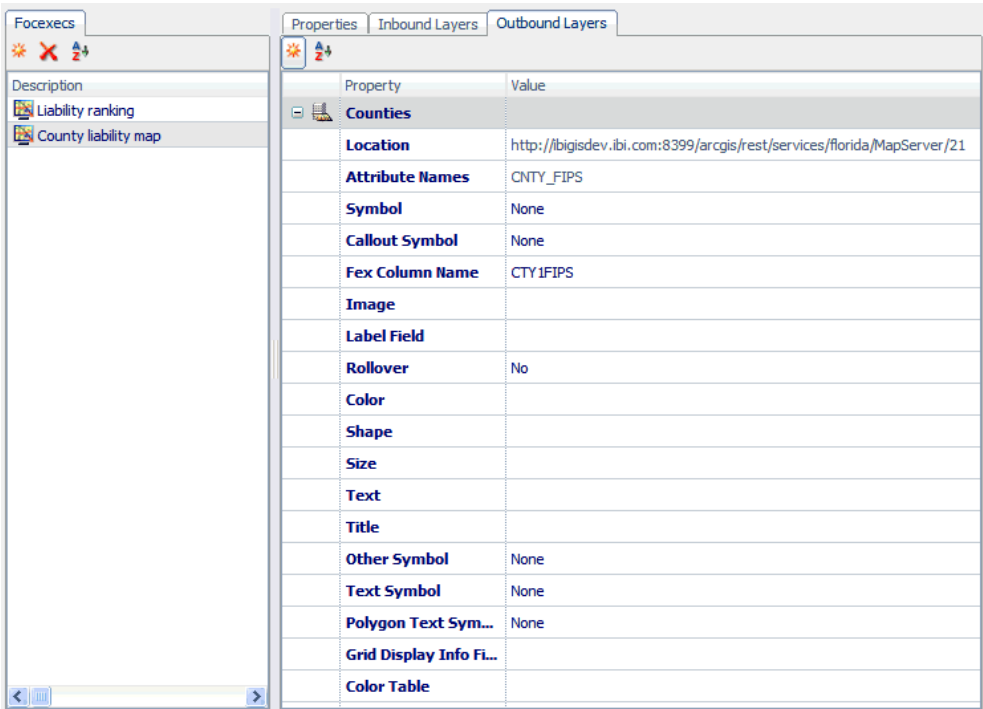 Focexecs
Description
Liability ranking
County liability map
Properties Inbound Layers Outbound Layers
Property Value
Counties
Location http://ibigisdev.ibi.com:8399/arcgis/rest/services/florida/MapServer/21
Attribute Names CNTY_FIPS
Symbol None
Callout Symbol None
Fex Column Name CTY1FIPS
Image
Label Field
Rollover No
Color
Shape
Size
Text
Title
Other Symbol None
Text Symbol None
Polygon Text Sym... None
Grid Display Info Fi...
Color Table